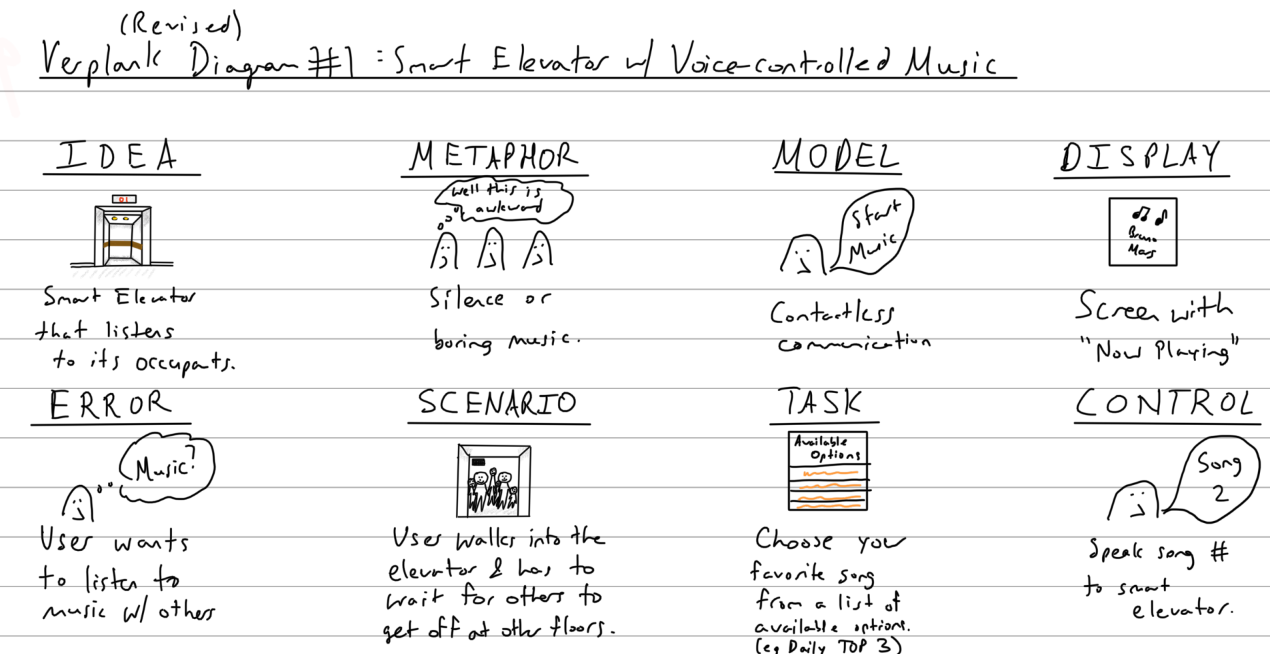 (Revised)
Verplank Diagram #1 : Smart Elevator w/ Voice-controlled Music
IDEA
01
Smart Elevator
that listens
to its occupants.
METAPHOR
Well this is
awkward
Silence or
boring music.
MODEL
Start
Music
Contactless
communication
DISPLAY
Bruno
Mars
Screen with
"Now Playing"
ERROR
Music?
User wants
to listen to
music w/ others
SCENARIO
User walks into the
elevator & has to
wait for others to
get off at other floors.
TASK
Available
Options
Choose your
favorite song
from a list of
available options.
(eg Daily TOP 3)
CONTROL
Song
2
Speak song #
to smart
elevator.